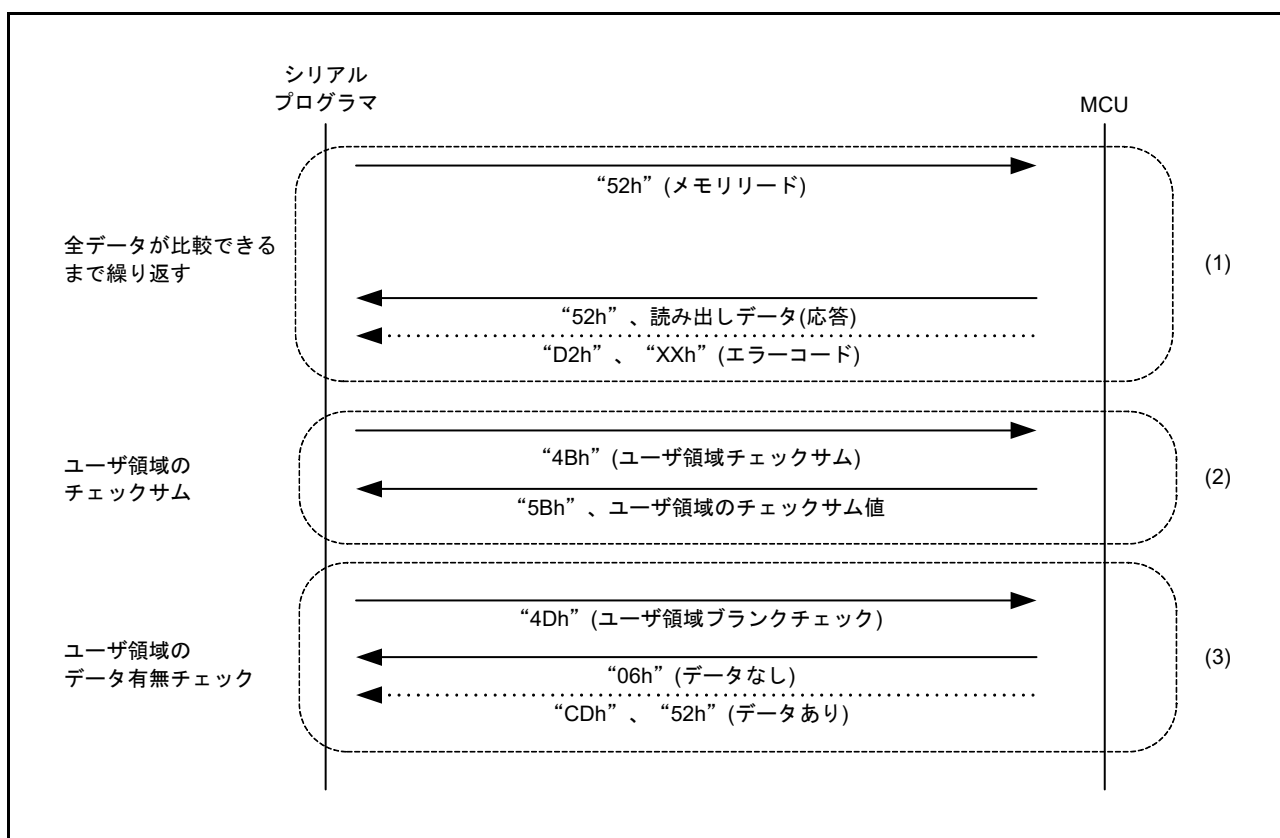 シリアル
プログラマ
MCU
“52h” (メモリリード)
全データが比較できる
まで繰り返す
(1)
“52h”、読み出しデータ(応答)
“D2h” 、 “XXh” (エラーコード)
“4Bh” (ユーザ領域チェックサム)
ユーザ領域の
チェックサム
(2)
“5Bh”、ユーザ領域のチェックサム値
“4Dh” (ユーザ領域ブランクチェック)
ユーザ領域の
データ有無チェック
(3)
“06h” (データなし)
“CDh” 、 “52h” (データあり)